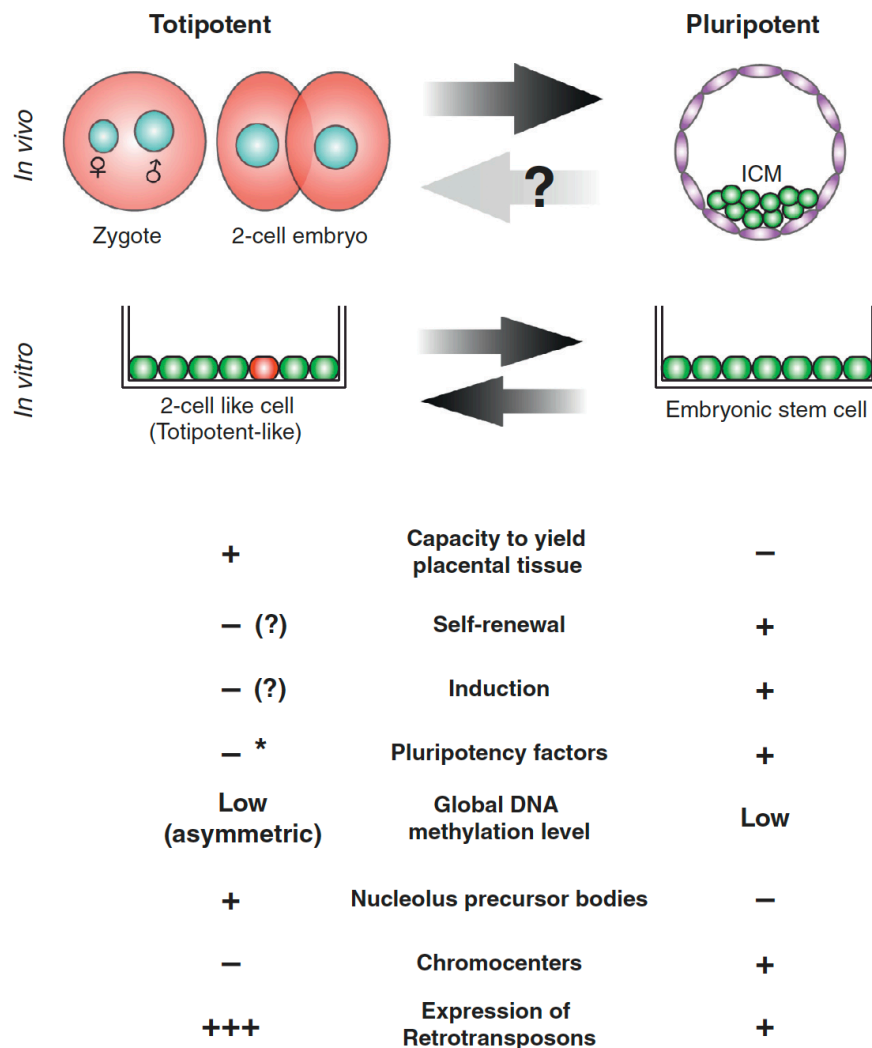 Totipotent
Pluripotent
In vivo
♀
♂
?
ICM
Zygote
2-cell embryo
In vitro
2-cell like cell
(Totipotent-like)
Embryonic stem cell
+
Capacity to yield
placental tissue
–
– (?)
Self-renewal
+
– (?)
Induction
+
– *
Pluripotency factors
+
Low
(asymmetric)
Global DNA
methylation level
Low
+
Nucleolus precursor bodies
–
–
Chromocenters
+
+++
Expression of
Retrotransposons
+